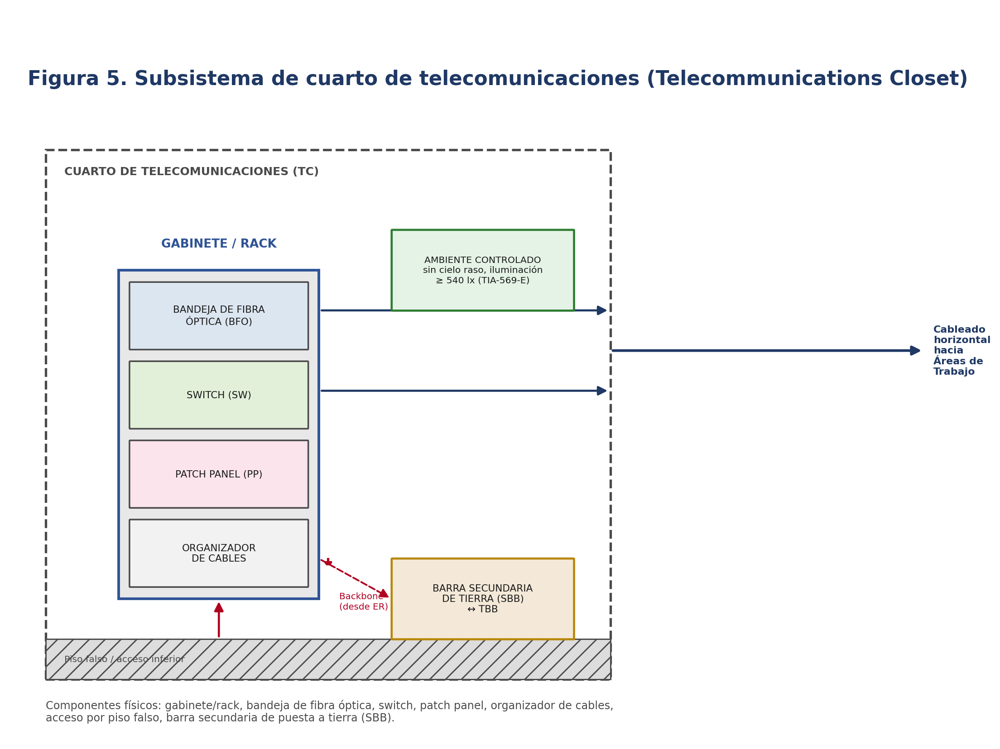 Figura 5. Subsistema de cuarto de telecomunicaciones (Telecommunications Closet)
CUARTO DE TELECOMUNICACIONES (TC)
GABINETE / RACK
BANDEJA DE FIBRA
ÓPTICA (BFO)
SWITCH (SW)
PATCH PANEL (PP)
ORGANIZADOR
DE CABLES
AMBIENTE CONTROLADO
sin cielo raso, iluminación
≥ 540 lx (TIA-569-E)
Cableado
horizontal
hacia
Áreas de
Trabajo
Backbone
(desde ER)
BARRA SECUNDARIA
DE TIERRA (SBB)
↔ TBB
Piso falso / acceso inferior
Componentes físicos: gabinete/rack, bandeja de fibra óptica, switch, patch panel, organizador de cables,
acceso por piso falso, barra secundaria de puesta a tierra (SBB).